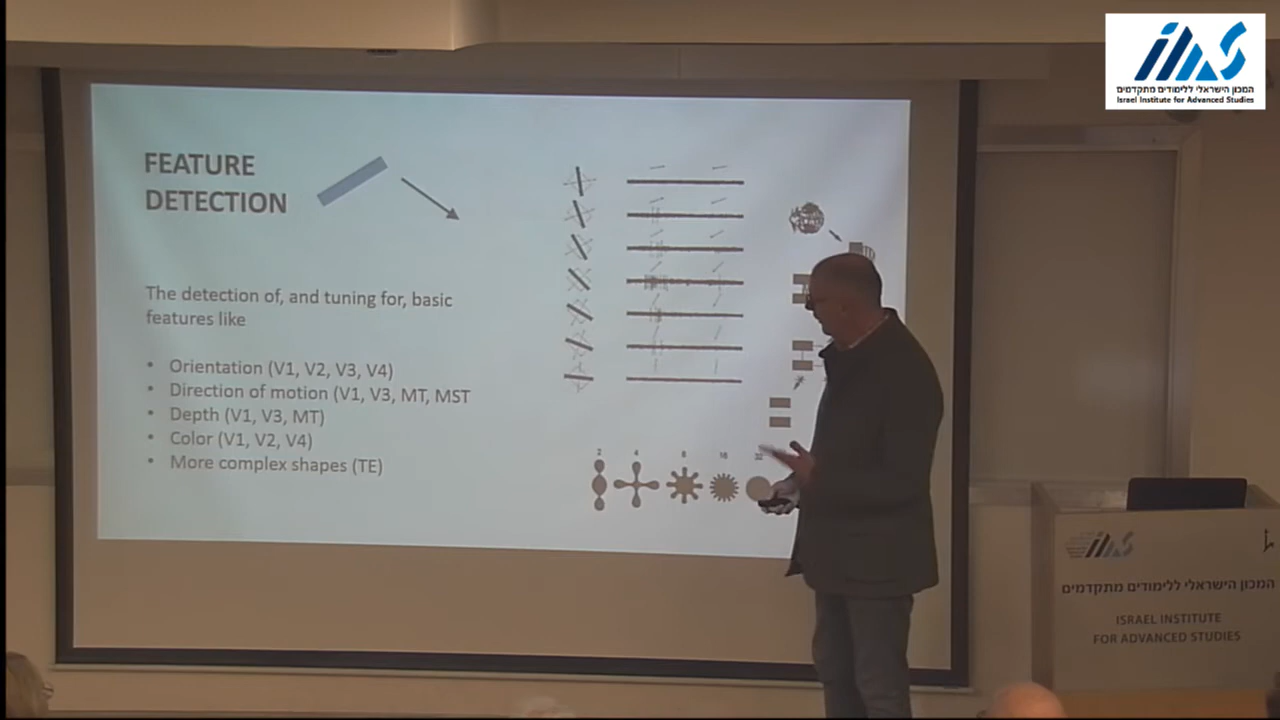 המכון הישראלי ללימודים מתקדמים
Israel Institute for Advanced Studies
FEATURE
DETECTION
The detection of, and tuning for, basic
features like
• Orientation (V1, V2, V3, V4)
• Direction of motion (V1, V3, MT, MST
• Depth (V1, V3, MT)
• Color (V1, V2, V4)
• More complex shapes (TE)
2 4 8 16
המכון הישראלי ללימודים מתקדמים
ISRAEL INSTITUTE
FOR ADVANCED STUDIES